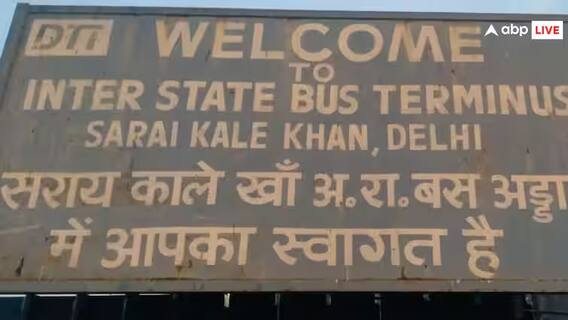 abp LIVE
DTC WELCOME
TO
INTER STATE BUS TERMINUS
SARAI KALE KHAN, DELHI
सराय काले खाँ अ.रा.बस अड्डा
में आपका स्वागत है